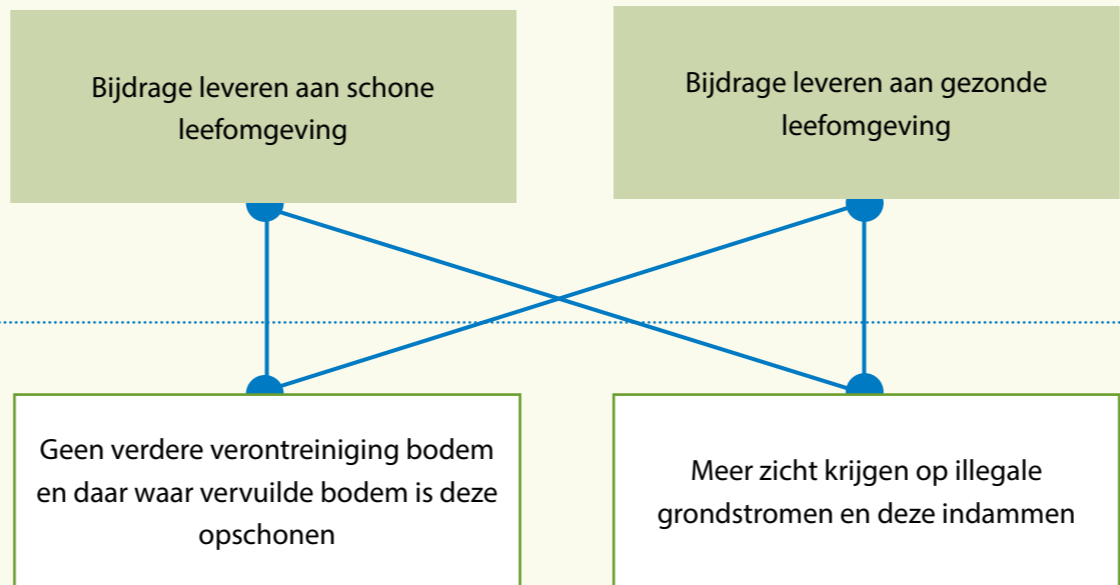 Bijdrage leveren aan schone
leefomgeving
Bijdrage leveren aan gezonde
leefomgeving
Geen verdere verontreiniging bodem
en daar waar vervuilde bodem is deze
opschonen
Meer zicht krijgen op illegale
grondstromen en deze indammen